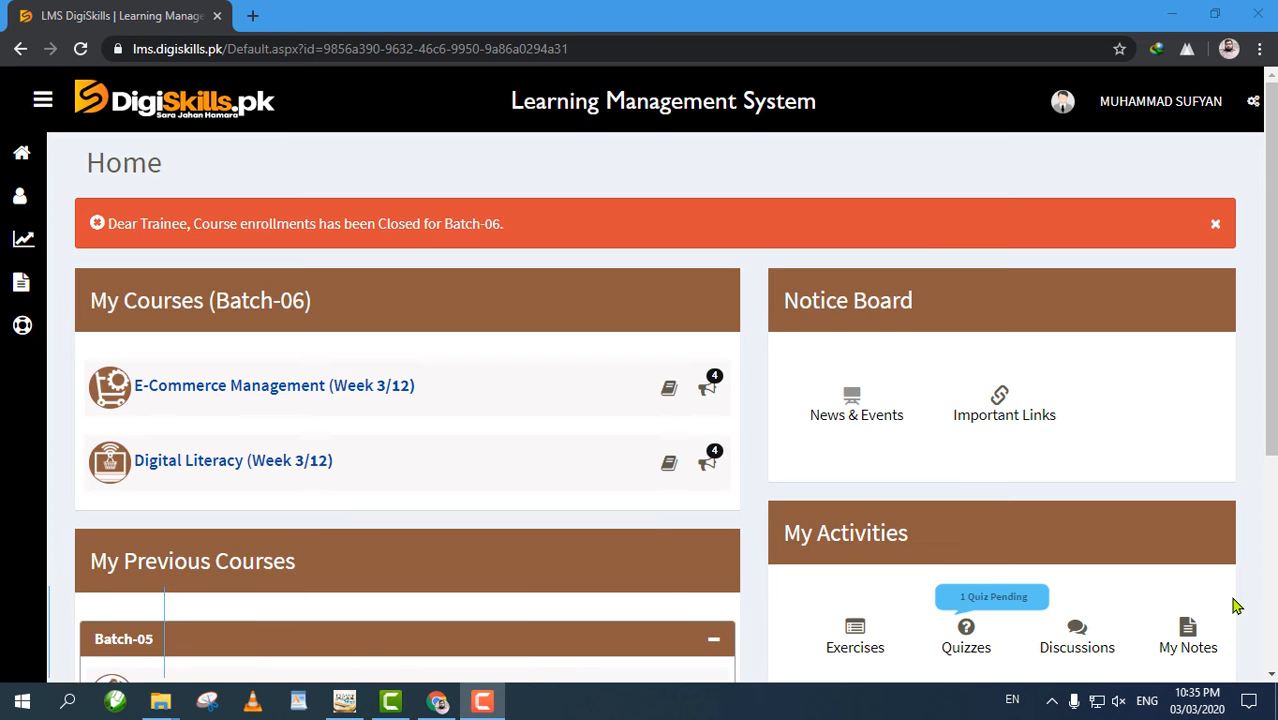 LMS DigiSkills | Learning Manage
lms.digiskills.pk/Default.aspx?id=9856a390-9632-46c6-9950-9a86a0294a31
DigiSkills.pk
Sara Jahan Hamara
Learning Management System
MUHAMMAD SUFYAN
Home
Dear Trainee, Course enrollments has been Closed for Batch-06.
My Courses (Batch-06)
E-Commerce Management (Week 3/12)
4
Digital Literacy (Week 3/12)
4
Notice Board
News & Events
Important Links
My Previous Courses
Batch-05
My Activities
1 Quiz Pending
Exercises
Quizzes
Discussions
My Notes
EN
ENG
10:35 PM
03/03/2020